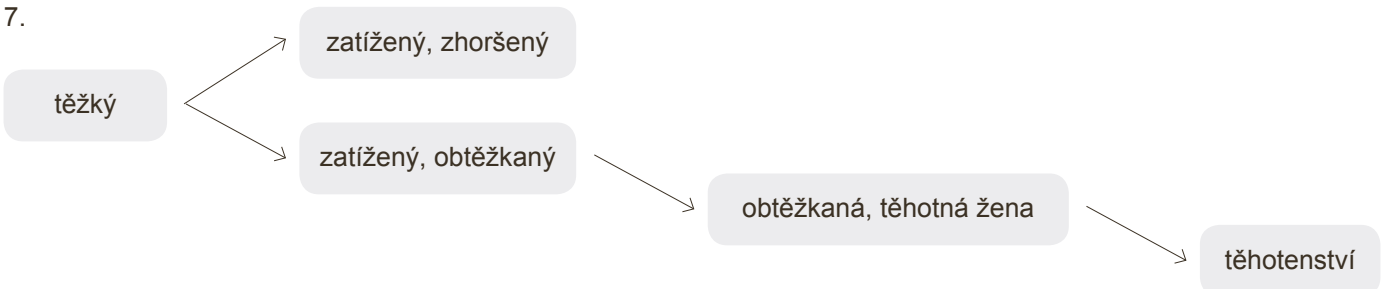 7.
zatížený, zhoršený
těžký
zatížený, obtěžkaný
obtěžkaná, těhotná žena
těhotenství